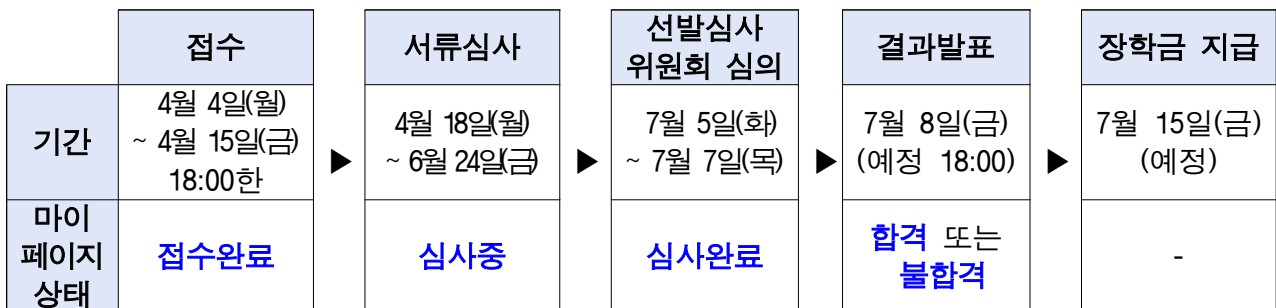 접수
서류심사
선발심사
위원회 심의
결과발표
장학금 지급
기간
4월 4일(월)
~ 4월 15일(금)
18:00한
▶
4월 18일(월)
~ 6월 24일(금)
▶
7월 5일(화)
~ 7월 7일(목)
▶
7월 8일(금)
(예정 18:00)
▶
7월 15일(금)
(예정)
마이
페이지
상태
접수완료
심사중
심사완료
합격 또는
불합격
-